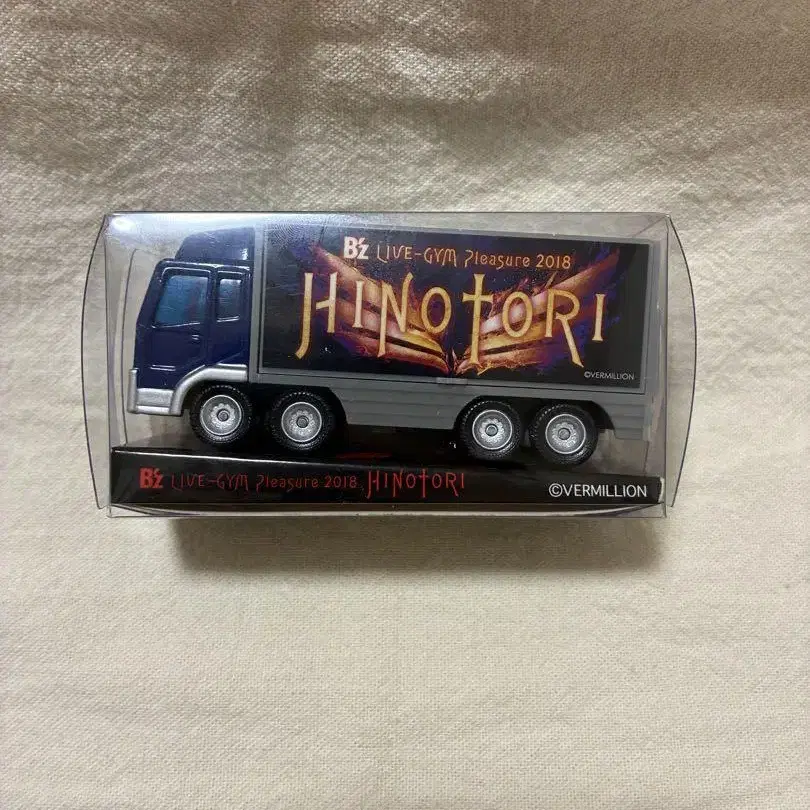 B'z LIVE-GYM Pleasure 2018
HINOTORI
©VERMILLION
B'z LIVE-GYM Pleasure 2018 HINOTORI
©VERMILLION